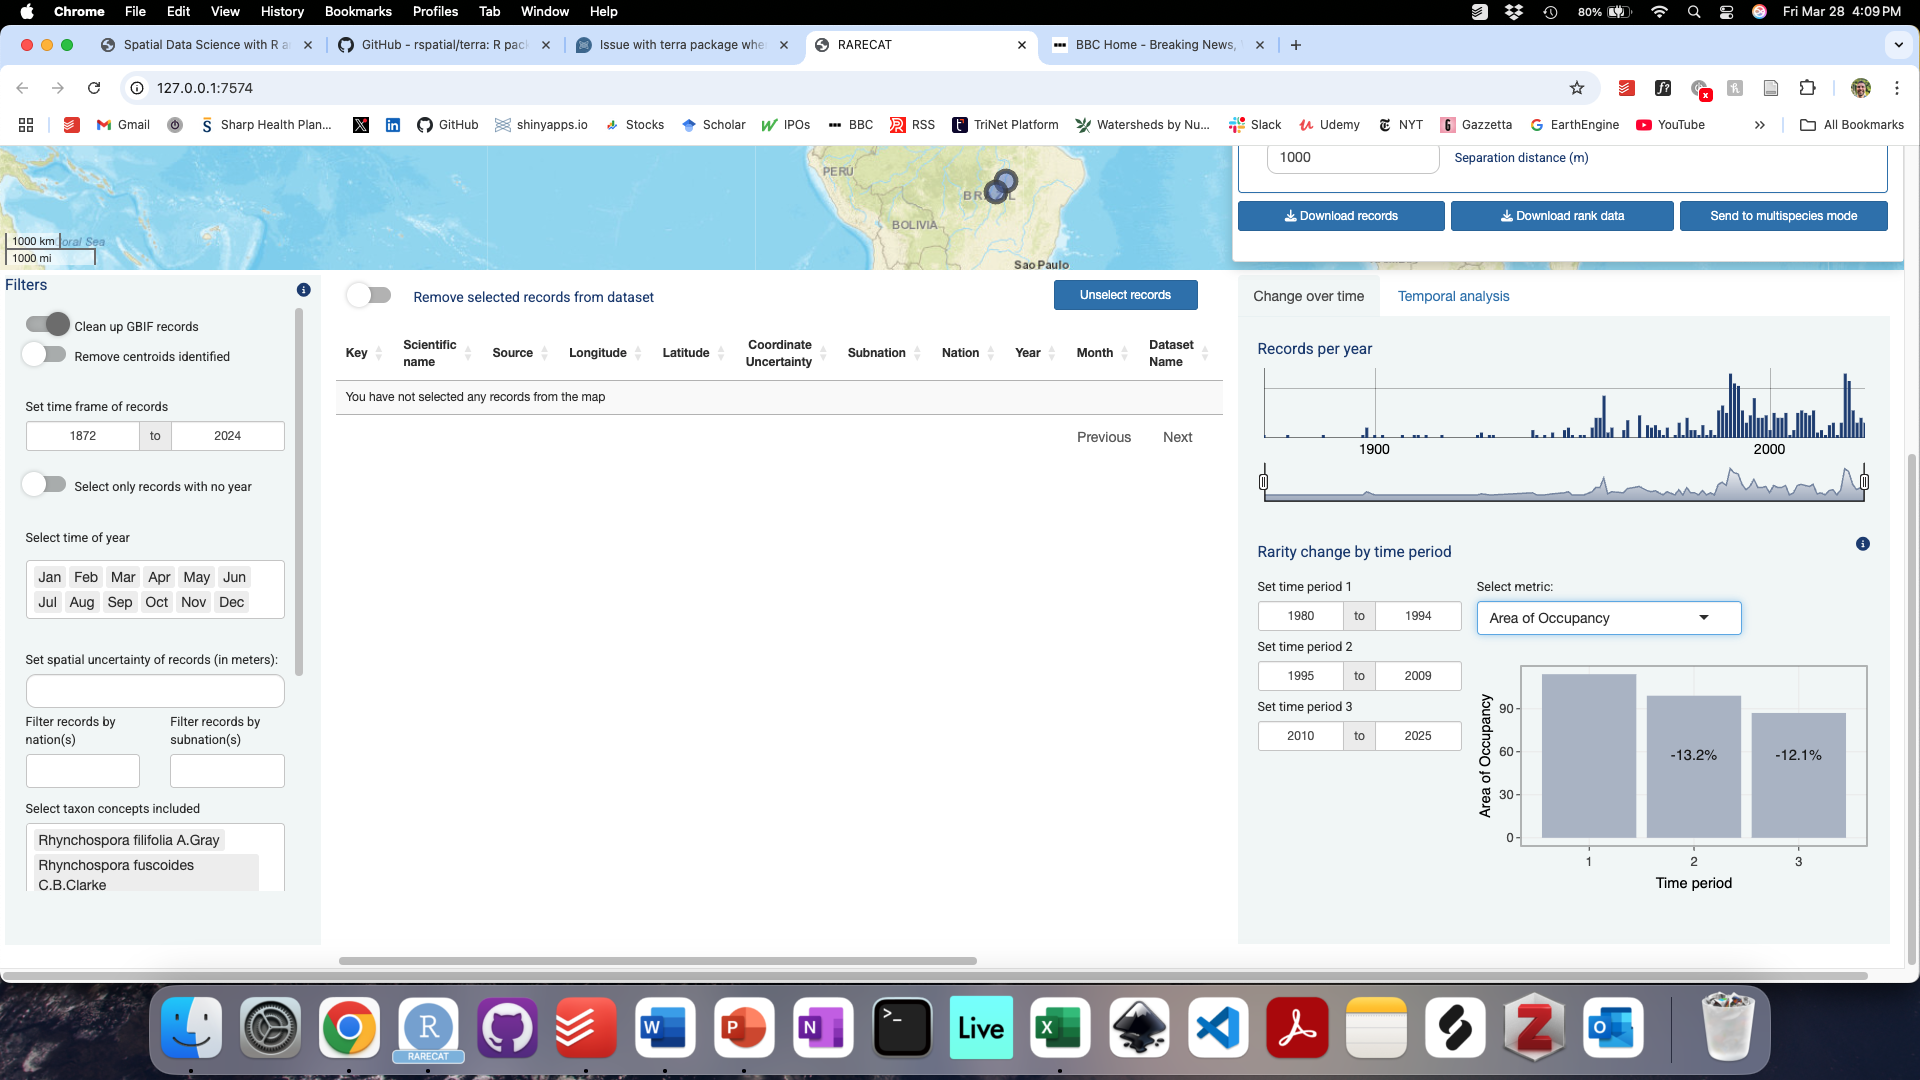 Chrome File Edit View History Bookmarks Profiles Tab Window Help 80% Fri Mar 28 4:09 PM
Spatial Data Science with R a GitHub - rspatial/terra: R pac Issue with terra package whe RARECAT BBC Home - Breaking News,
127.0.0.1:7574
Gmail Sharp Health Plan... GitHub shinyapps.io Stocks Scholar IPOs BBC RSS TriNet Platform Watersheds by Nu... Slack Udemy NYT Gazzetta EarthEngine YouTube All Bookmarks
1000 Separation distance (m)
PERÚ
BOLIVIA
Sao Paulo
Coral Sea
1000 km
1000 mi
Download records Download rank data Send to multispecies mode
Filters
Clean up GBIF records
Remove centroids identified
Set time frame of records
1872 to 2024
Select only records with no year
Select time of year
Jan Feb Mar Apr May Jun
Jul Aug Sep Oct Nov Dec
Set spatial uncertainty of records (in meters):
Filter records by nation(s)
Filter records by subnation(s)
Select taxon concepts included
Rhynchospora filifolia A.Gray
Rhynchospora fuscoides
C.B.Clarke
Remove selected records from dataset
Unselect records
Key Scientific name Source Longitude Latitude Coordinate Uncertainty Subnation Nation Year Month Dataset Name
You have not selected any records from the map
Previous Next
Change over time Temporal analysis
Records per year
1900 2000
Rarity change by time period
Set time period 1
1980 to 1994
Set time period 2
1995 to 2009
Set time period 3
2010 to 2025
Select metric:
Area of Occupancy
Area of Occupancy
90
60
30
0
-13.2% -12.1%
1 2 3
Time period
R
RARECAT
W
P
N
>_
Live
X
Z
O